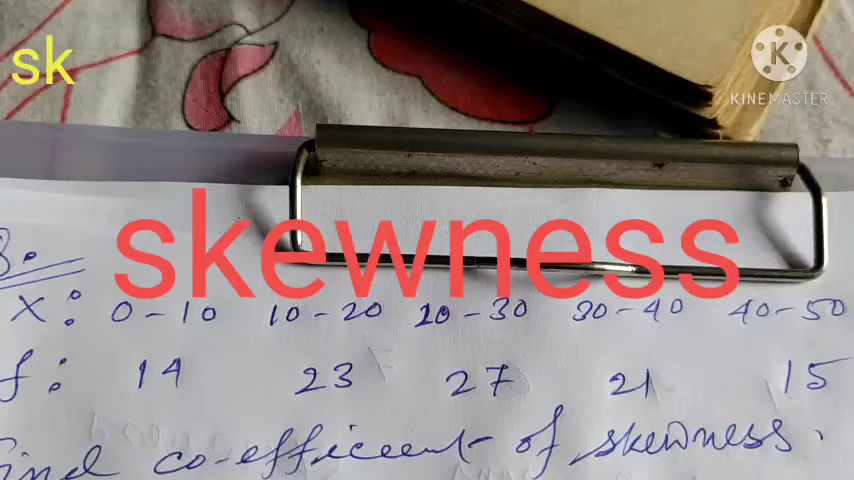 sk
KINEMASTER
skewness
X: 0-10 10-20 20-30 30-40 40-50
f: 14 23 27 21 15
Find co-efficient of skewness.